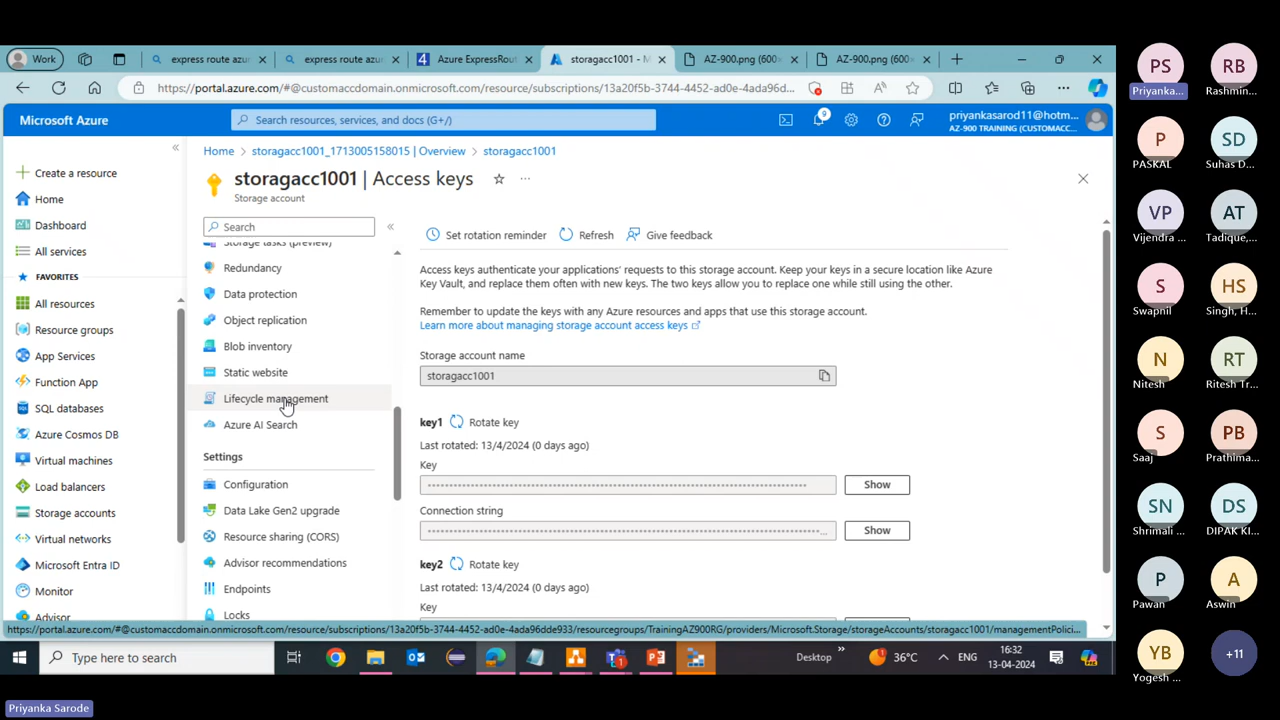 Work
express route azur
express route azur
Azure ExpressRout
storagacc1001 - M
AZ-900.png (600×
AZ-900.png (600×
https://portal.azure.com/#@customaccdomain.onmicrosoft.com/resource/subscriptions/13a20f5b-3744-4452-ad0e-4ada96d...
Microsoft Azure
Search resources, services, and docs (G+/)
9
priyankasarod11@hotm...
AZ-900 TRAINING (CUSTOMACC...
Create a resource
Home
Dashboard
All services
FAVORITES
All resources
Resource groups
App Services
Function App
SQL databases
Azure Cosmos DB
Virtual machines
Load balancers
Storage accounts
Virtual networks
Microsoft Entra ID
Monitor
Advisor
Home > storagacc1001_1713005158015 | Overview > storagacc1001
storagacc1001 | Access keys
Storage account
Search
Storage tasks (preview)
Redundancy
Data protection
Object replication
Blob inventory
Static website
Lifecycle management
Azure AI Search
Settings
Configuration
Data Lake Gen2 upgrade
Resource sharing (CORS)
Advisor recommendations
Endpoints
Locks
Set rotation reminder
Refresh
Give feedback
Access keys authenticate your applications' requests to this storage account. Keep your keys in a secure location like Azure
Key Vault, and replace them often with new keys. The two keys allow you to replace one while still using the other.
Remember to update the keys with any Azure resources and apps that use this storage account.
Learn more about managing storage account access keys
Storage account name
storagacc1001
key1 Rotate key
Last rotated: 13/4/2024 (0 days ago)
Key
Show
Connection string
Show
key2 Rotate key
Last rotated: 13/4/2024 (0 days ago)
Key
https://portal.azure.com/#@customaccdomain.onmicrosoft.com/resource/subscriptions/13a20f5b-3744-4452-ad0e-4ada96dde933/resourcegroups/TrainingAZ900RG/providers/Microsoft.Storage/storageAccounts/storagacc1001/managementPolici...
Type here to search
Desktop
36°C
ENG
16:32
13-04-2024
PS
Priyanka...
RB
Rashmin...
P
PASKAL
SD
Suhas D...
VP
Vijendra ...
AT
Tadique,...
S
Swapnil
HS
Singh, H...
N
Nitesh
RT
Ritesh Tr...
S
Saaj
PB
Prathima...
SN
Shrimali ...
DS
DIPAK KI...
P
Pawan
A
Aswin
YB
Yogesh ...
+11
Priyanka Sarode